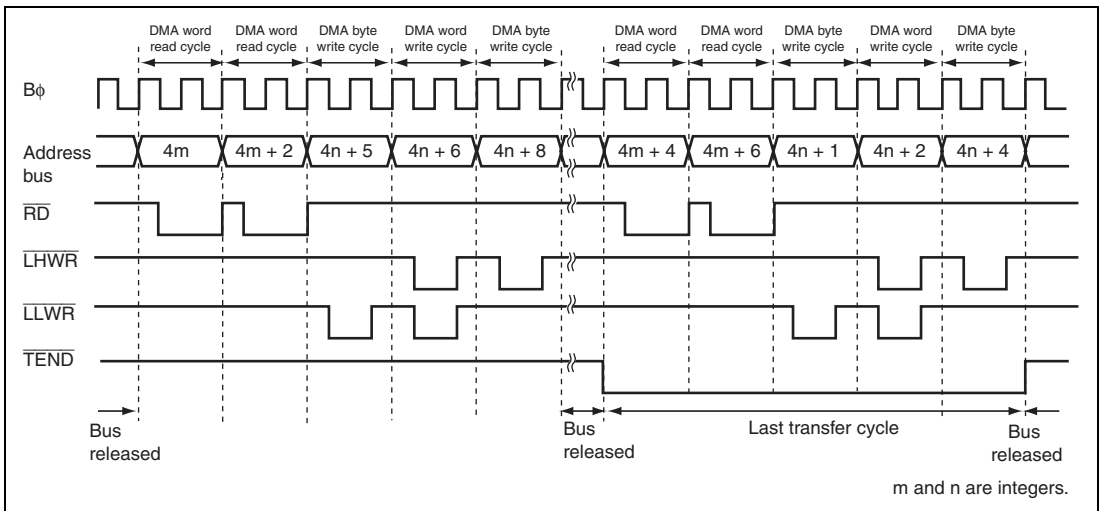 DMA word read cycle
DMA word read cycle
DMA byte write cycle
DMA word write cycle
DMA byte write cycle
DMA word read cycle
DMA word read cycle
DMA byte write cycle
DMA word write cycle
DMA byte write cycle
Bφ
Address bus
4m
4m + 2
4n + 5
4n + 6
4n + 8
4m + 4
4m + 6
4n + 1
4n + 2
4n + 4
RD
LHWR
LLWR
TEND
Bus released
Bus released
Last transfer cycle
Bus released
m and n are integers.